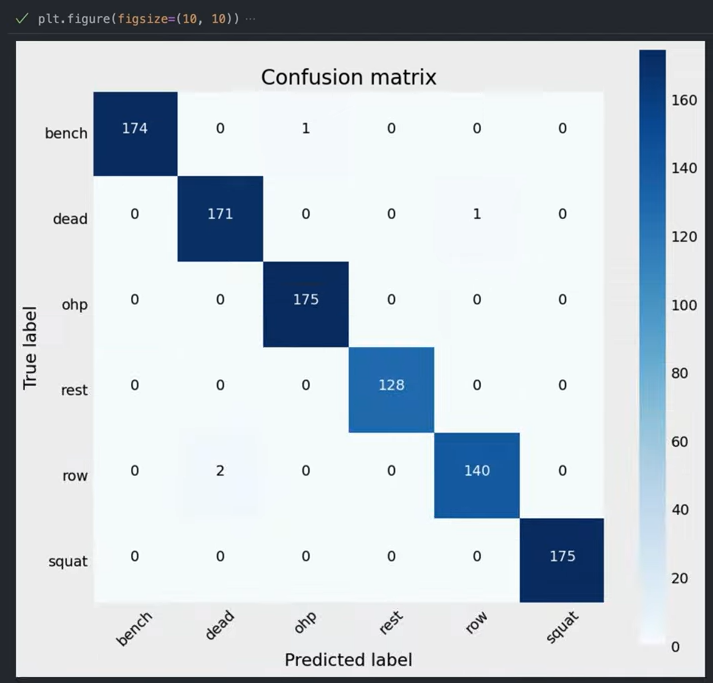 plt.figure(figsize=(10, 10)) ···
Confusion matrix
bench 174 0 1 0 0 0
dead 0 171 0 0 1 0
ohp 0 0 175 0 0 0
rest 0 0 0 128 0 0
row 0 2 0 0 140 0
squat 0 0 0 0 0 175
bench dead ohp rest row squat
True label
Predicted label
160
140
120
100
80
60
40
20
0